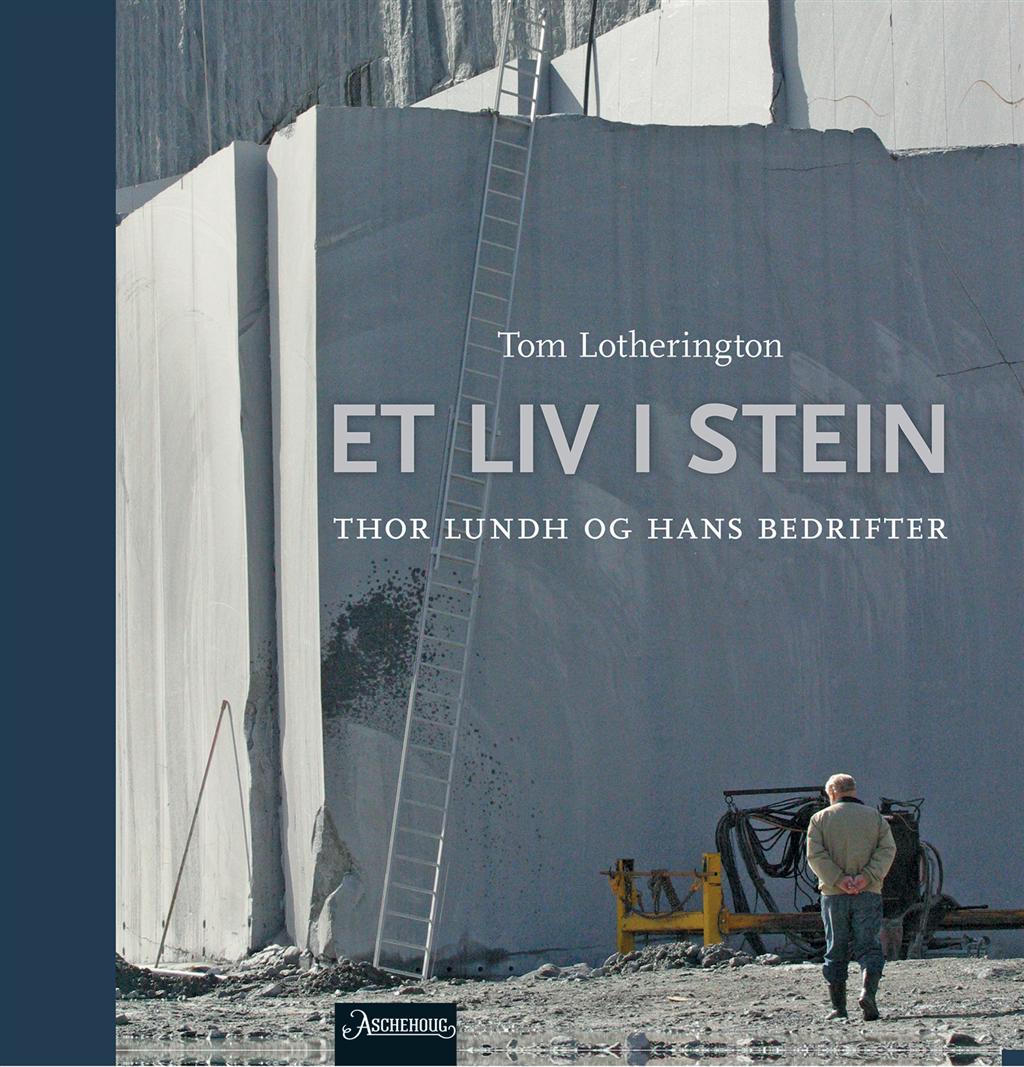 Tom Lotherington
ET LIV I STEIN
THOR LUNDH OG HANS BEDRIFTER
ASCHEHOUG